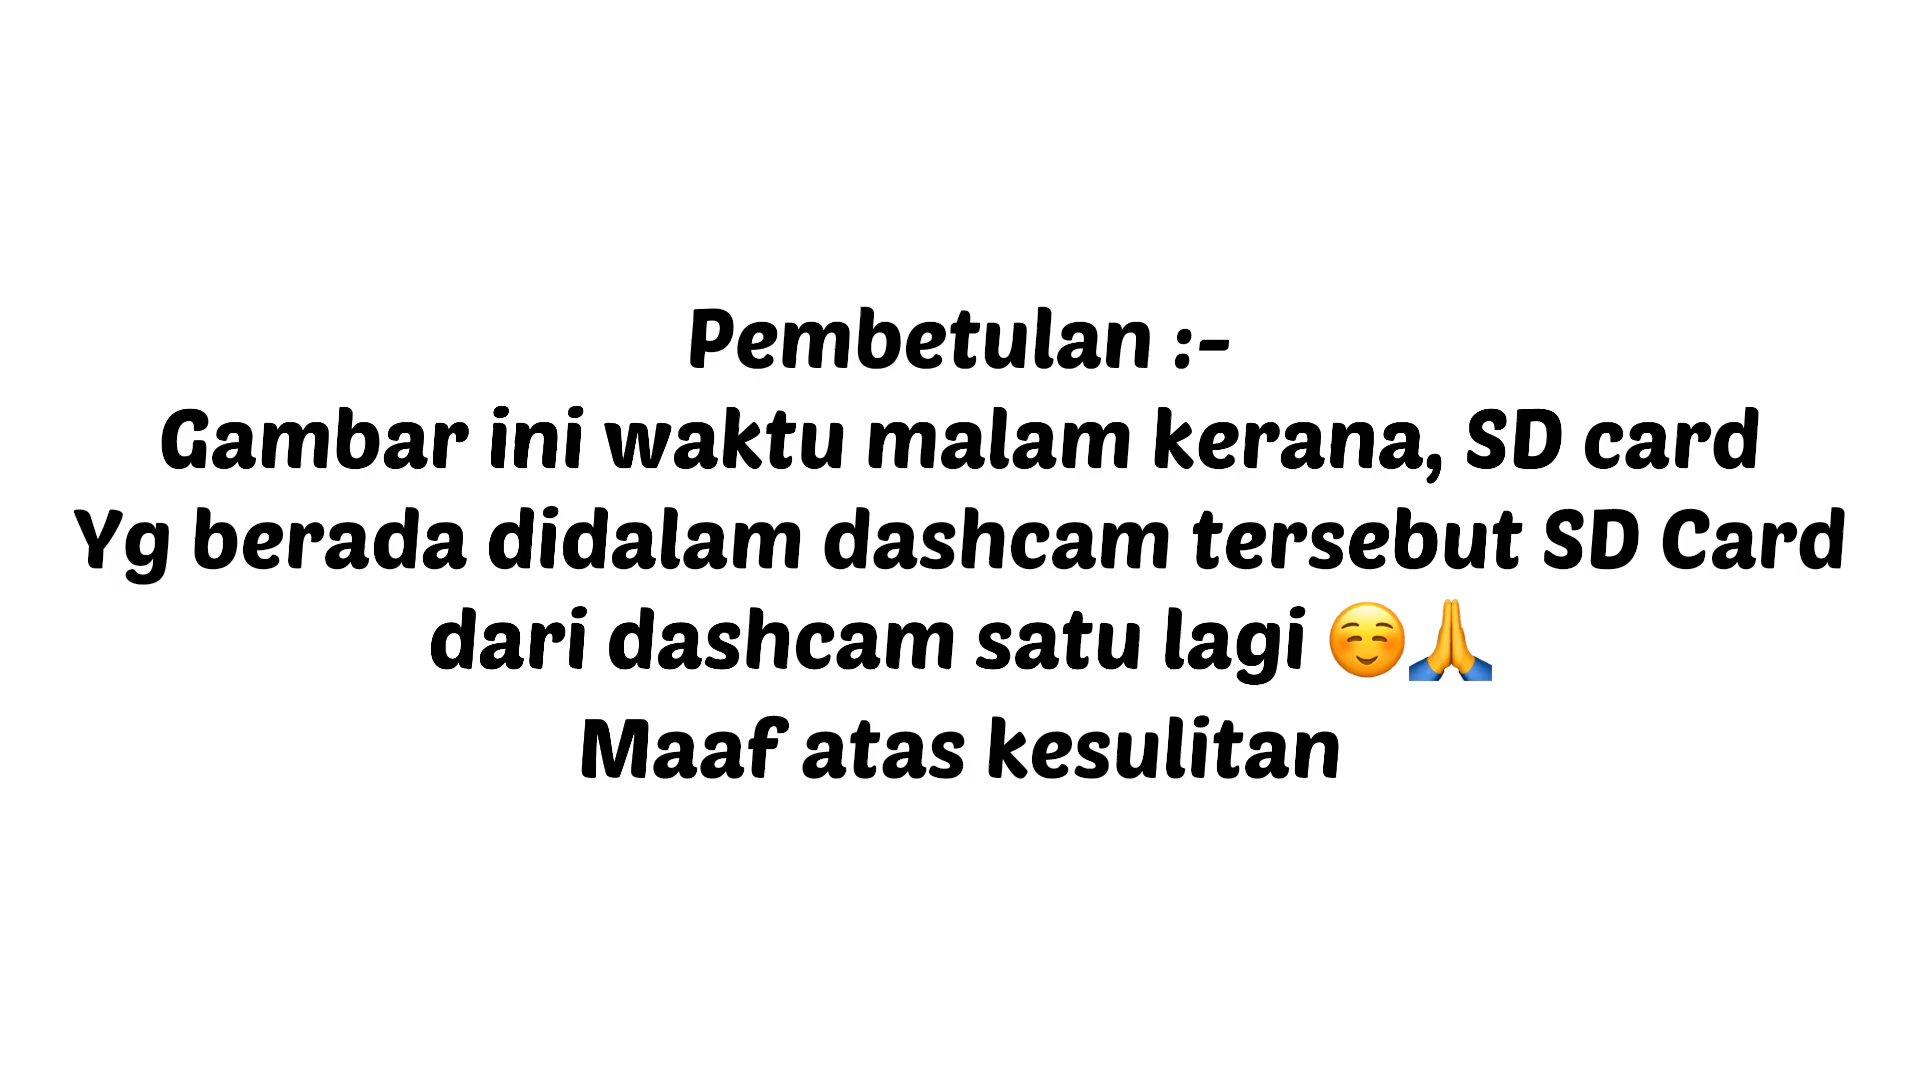 Pembetulan :-
Gambar ini waktu malam kerana, SD card
Yg berada didalam dashcam tersebut SD Card
dari dashcam satu lagi ☺️🙏
Maaf atas kesulitan